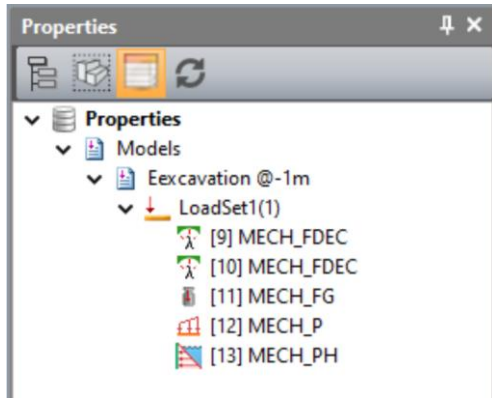 Properties
Properties
Models
Eexcavation @-1m
LoadSet1(1)
[9] MECH_FDEC
[10] MECH_FDEC
[11] MECH_FG
[12] MECH_P
[13] MECH_PH